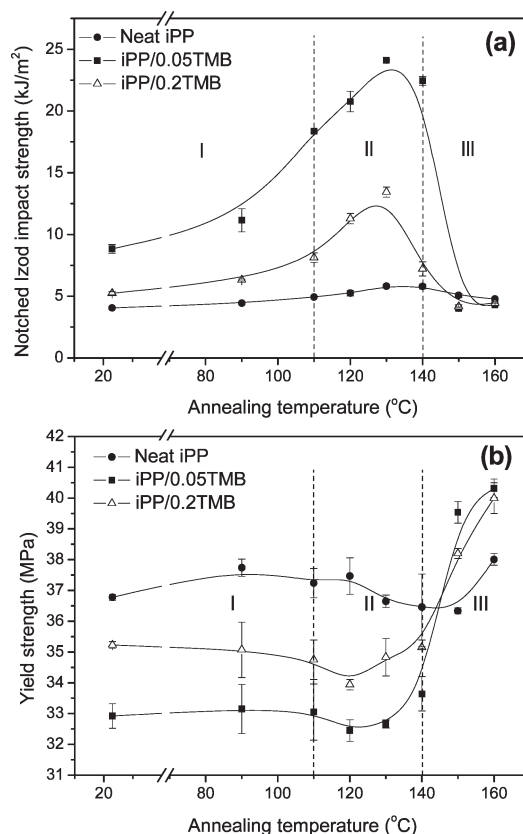 (a)
Neat iPP
iPP/0.05TMB
iPP/0.2TMB
I
II
III
Notched Izod impact strength (kJ/m²)
25
20
15
10
5
0
20
80
100
120
140
160
Annealing temperature (°C)
(b)
Neat iPP
iPP/0.05TMB
iPP/0.2TMB
I
II
III
Yield strength (MPa)
42
41
40
39
38
37
36
35
34
33
32
31
20
80
100
120
140
160
Annealing temperature (°C)